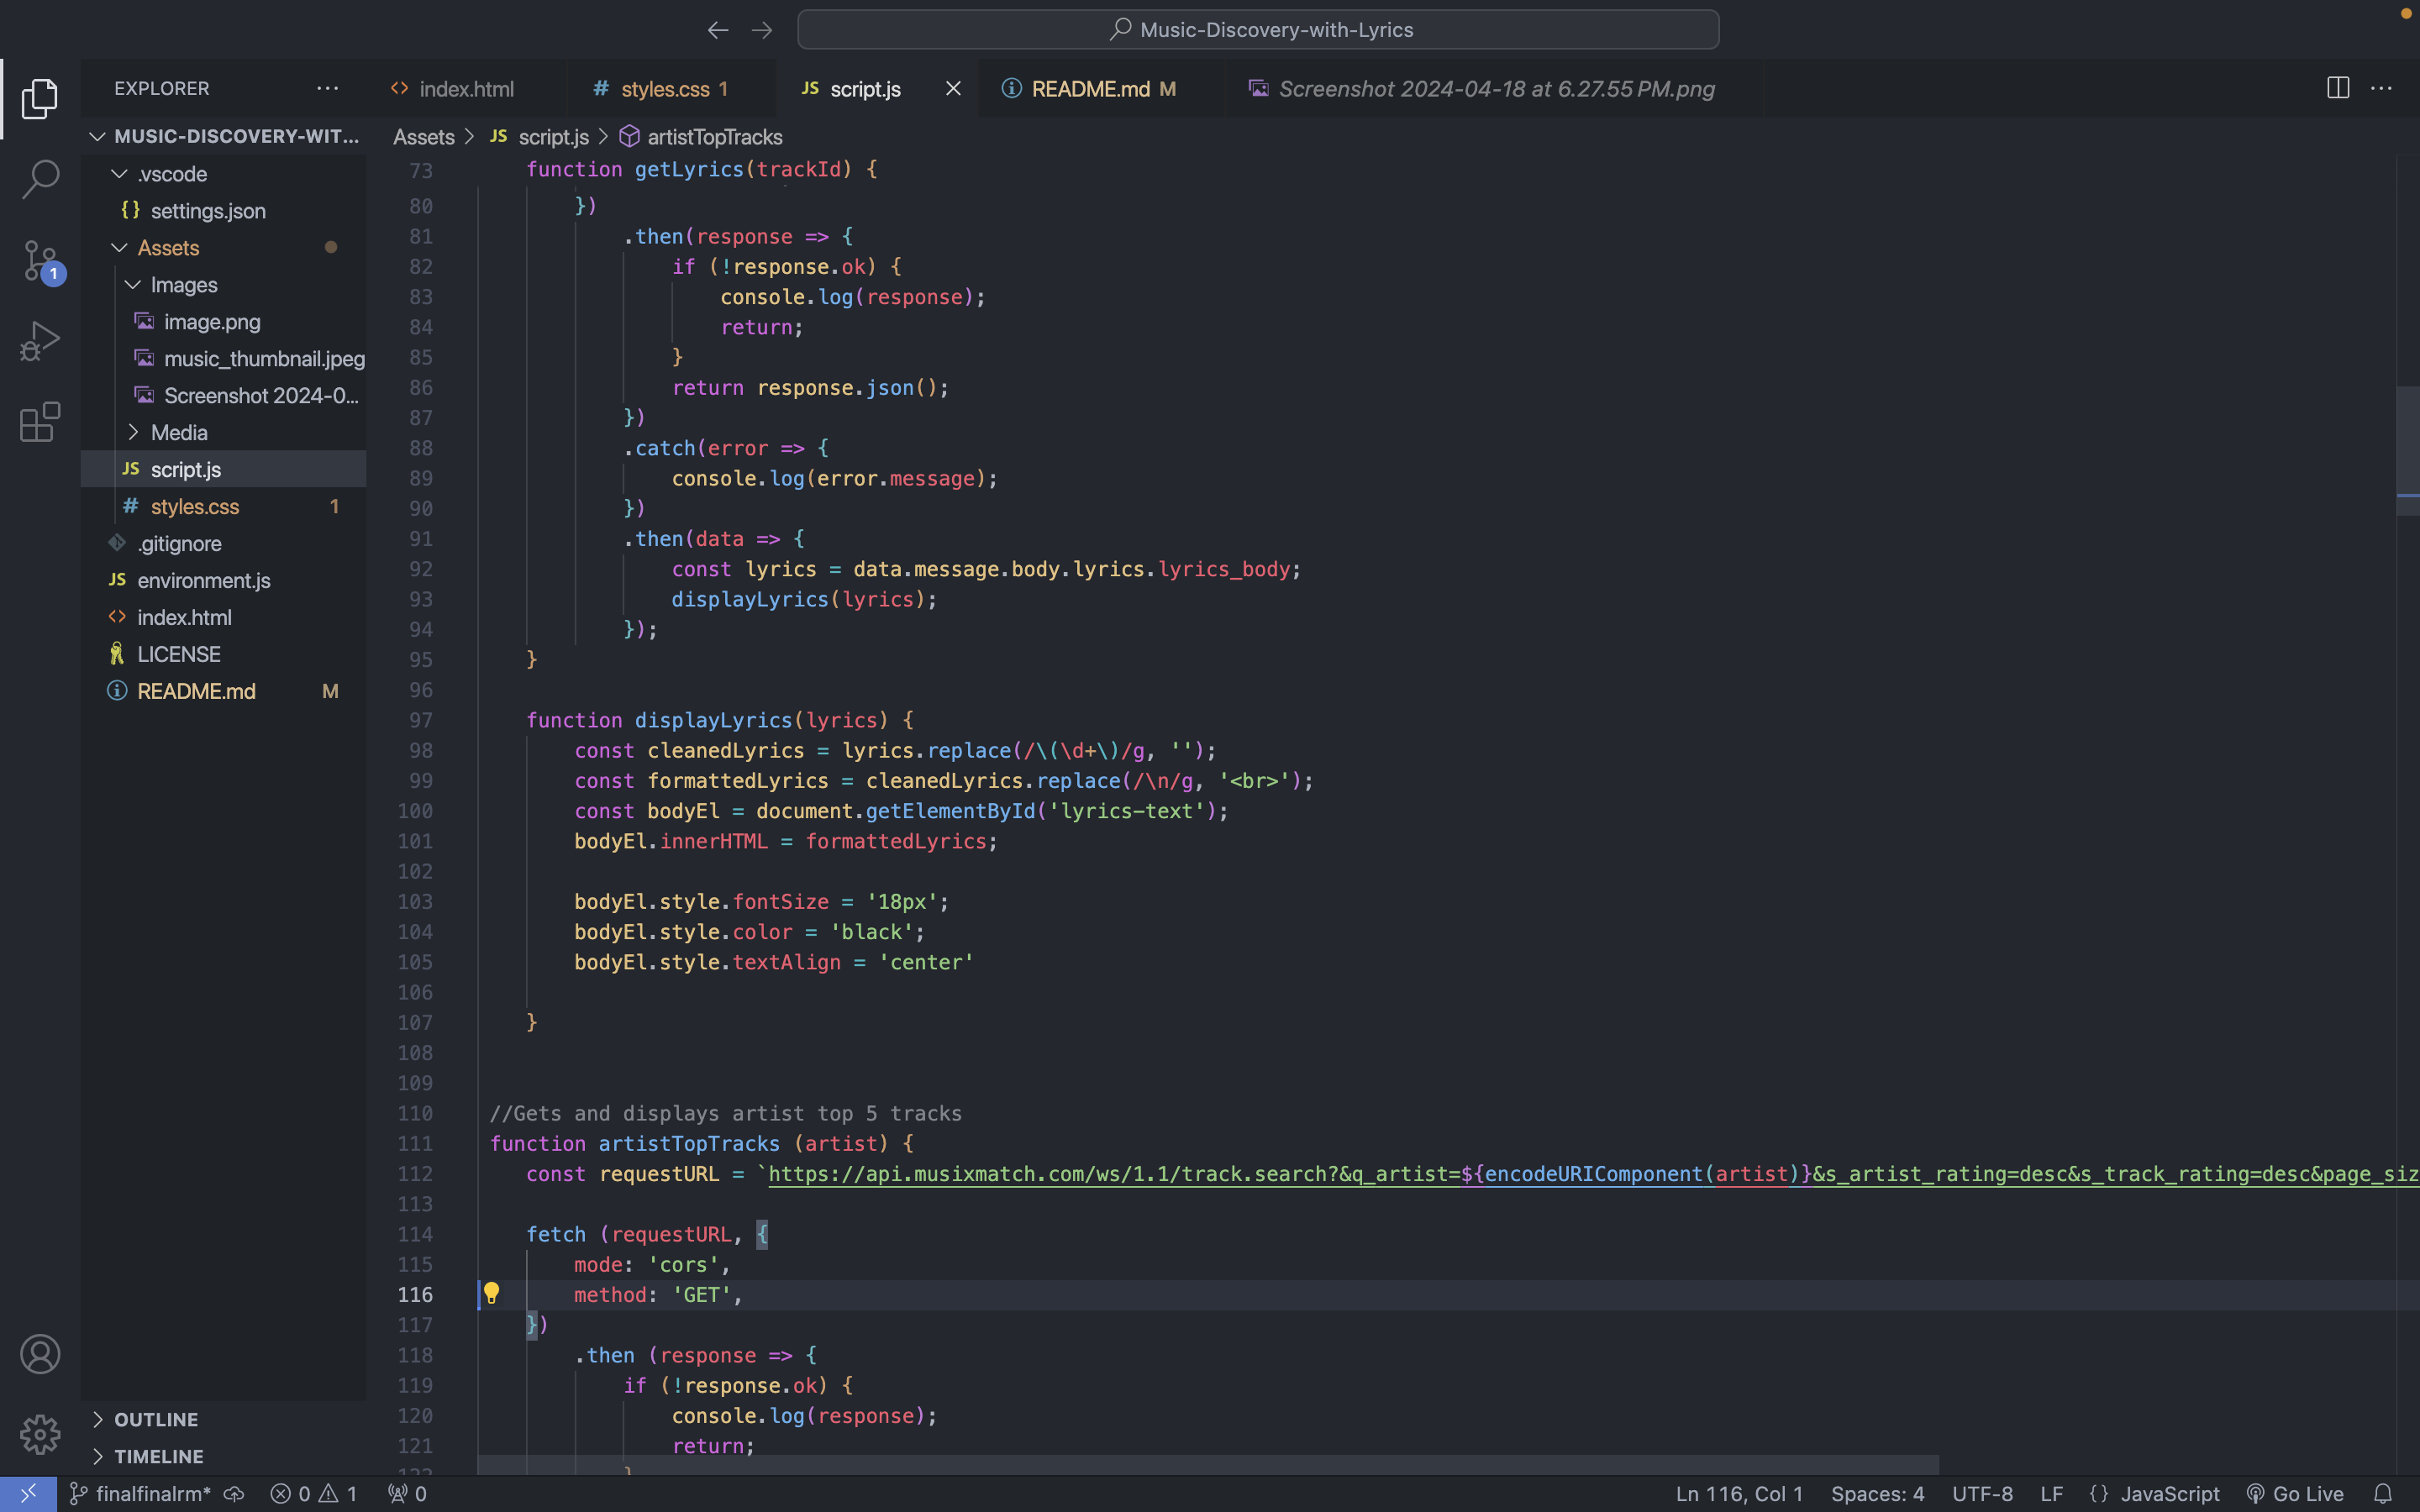 Music-Discovery-with-Lyrics
EXPLORER
index.html
styles.css 1
script.js
README.md M
Screenshot 2024-04-18 at 6.27.55 PM.png
MUSIC-DISCOVERY-WIT...
.vscode
settings.json
Assets
Images
image.png
music_thumbnail.jpeg
Screenshot 2024-0...
Media
JS script.js
# styles.css 1
.gitignore
JS environment.js
index.html
LICENSE
README.md M
OUTLINE
TIMELINE
Assets > JS script.js > artistTopTracks
73 function getLyrics(trackId) {
80 })
81 .then(response => {
82 if (!response.ok) {
83 console.log(response);
84 return;
85 }
86 return response.json();
87 })
88 .catch(error => {
89 console.log(error.message);
90 })
91 .then(data => {
92 const lyrics = data.message.body.lyrics.lyrics_body;
93 displayLyrics(lyrics);
94 });
95 }
96
97 function displayLyrics(lyrics) {
98 const cleanedLyrics = lyrics.replace(/\(\d+\)/g, '');
99 const formattedLyrics = cleanedLyrics.replace(/\n/g, '<br>');
100 const bodyEl = document.getElementById('lyrics-text');
101 bodyEl.innerHTML = formattedLyrics;
102
103 bodyEl.style.fontSize = '18px';
104 bodyEl.style.color = 'black';
105 bodyEl.style.textAlign = 'center'
106
107 }
108
109
110 //Gets and displays artist top 5 tracks
111 function artistTopTracks (artist) {
112 const requestURL = `https://api.musixmatch.com/ws/1.1/track.search?&q_artist=${encodeURIComponent(artist)}&s_artist_rating=desc&s_track_rating=desc&page_siz
113
114 fetch (requestURL, {
115 mode: 'cors',
116 method: 'GET',
117 })
118 .then (response => {
119 if (!response.ok) {
120 console.log(response);
121 return;
finalfinalrm* 0 1 0
Ln 116, Col 1 Spaces: 4 UTF-8 LF {} JavaScript Go Live